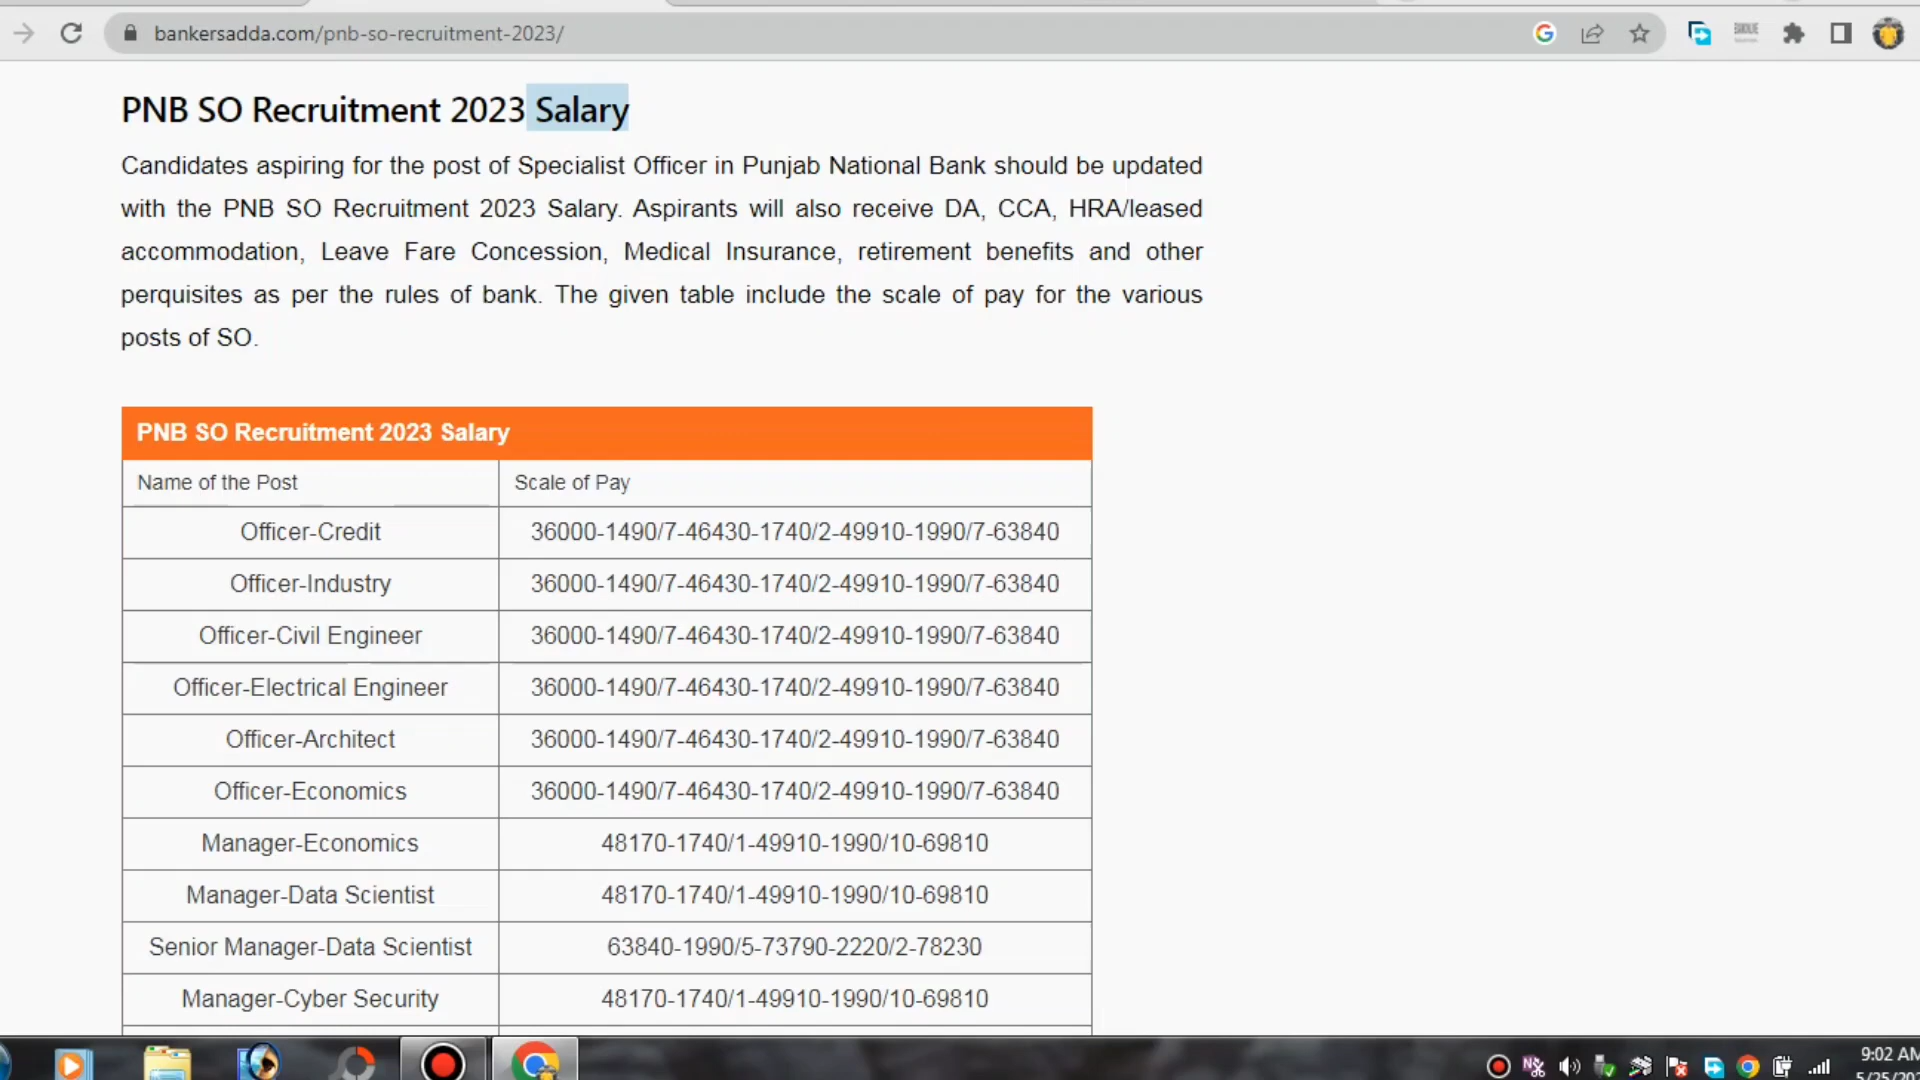 bankersadda.com/pnb-so-recruitment-2023/
PNB SO Recruitment 2023 Salary
Candidates aspiring for the post of Specialist Officer in Punjab National Bank should be updated
with the PNB SO Recruitment 2023 Salary. Aspirants will also receive DA, CCA, HRA/leased
accommodation, Leave Fare Concession, Medical Insurance, retirement benefits and other
perquisites as per the rules of bank. The given table include the scale of pay for the various
posts of SO.
PNB SO Recruitment 2023 Salary
Name of the Post Scale of Pay
Officer-Credit 36000-1490/7-46430-1740/2-49910-1990/7-63840
Officer-Industry 36000-1490/7-46430-1740/2-49910-1990/7-63840
Officer-Civil Engineer 36000-1490/7-46430-1740/2-49910-1990/7-63840
Officer-Electrical Engineer 36000-1490/7-46430-1740/2-49910-1990/7-63840
Officer-Architect 36000-1490/7-46430-1740/2-49910-1990/7-63840
Officer-Economics 36000-1490/7-46430-1740/2-49910-1990/7-63840
Manager-Economics 48170-1740/1-49910-1990/10-69810
Manager-Data Scientist 48170-1740/1-49910-1990/10-69810
Senior Manager-Data Scientist 63840-1990/5-73790-2220/2-78230
Manager-Cyber Security 48170-1740/1-49910-1990/10-69810
9:02 AM